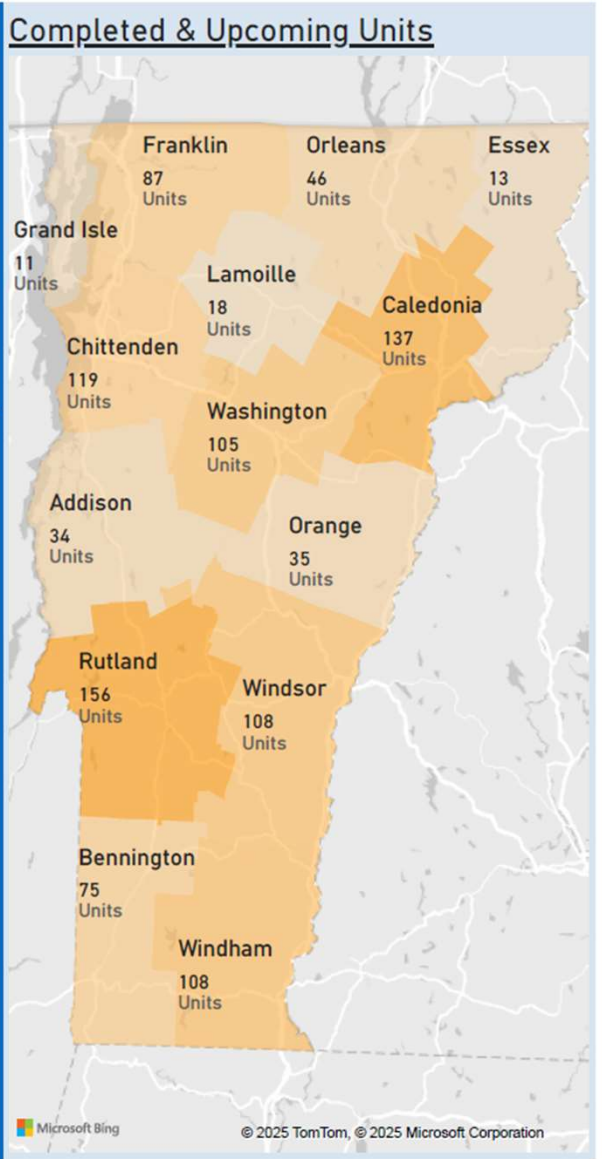 Completed & Upcoming Units
Franklin
87
Units
Orleans
46
Units
Essex
13
Units
Grand Isle
11
Units
Lamoille
18
Units
Caledonia
137
Units
Chittenden
119
Units
Washington
105
Units
Addison
34
Units
Orange
35
Units
Rutland
156
Units
Windsor
108
Units
Bennington
75
Units
Windham
108
Units
Microsoft Bing
© 2025 TomTom, © 2025 Microsoft Corporation